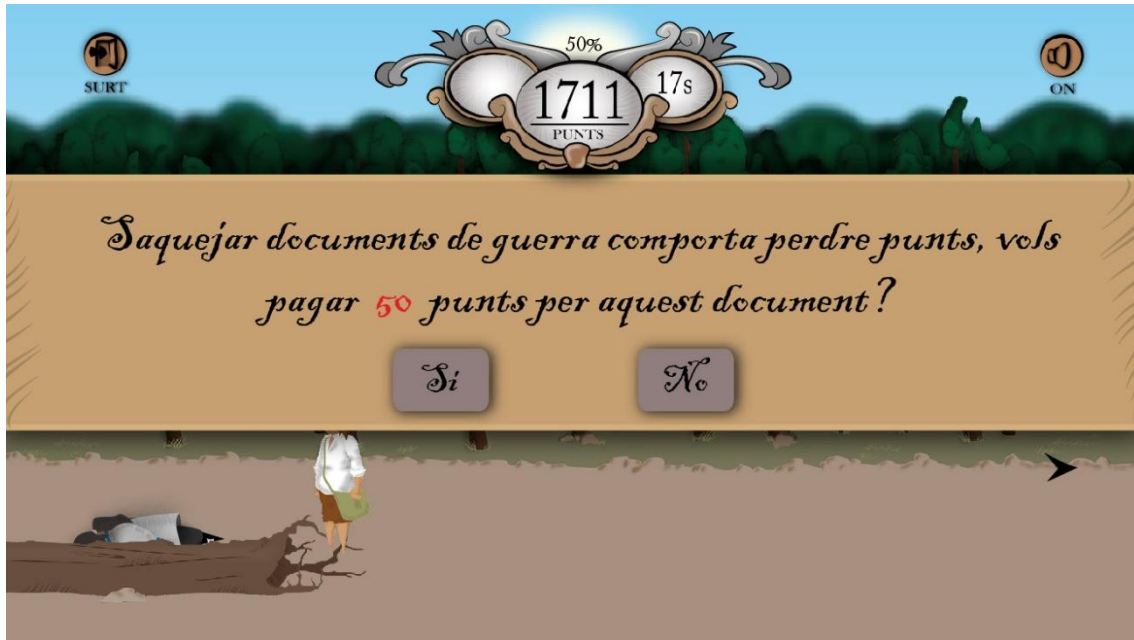 50%
1711
PUNTS
17s
SURT
ON
Saquejar documents de guerra comporta perdre punts, vols
pagar 50 punts per aquest document?
Sí
No